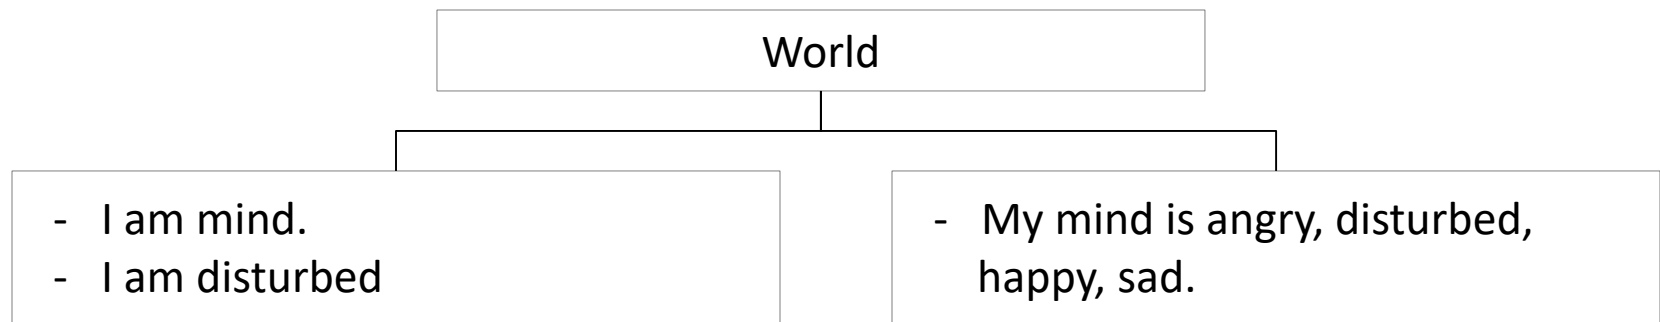 World
- I am mind.
- I am disturbed
- My mind is angry, disturbed,
happy, sad.